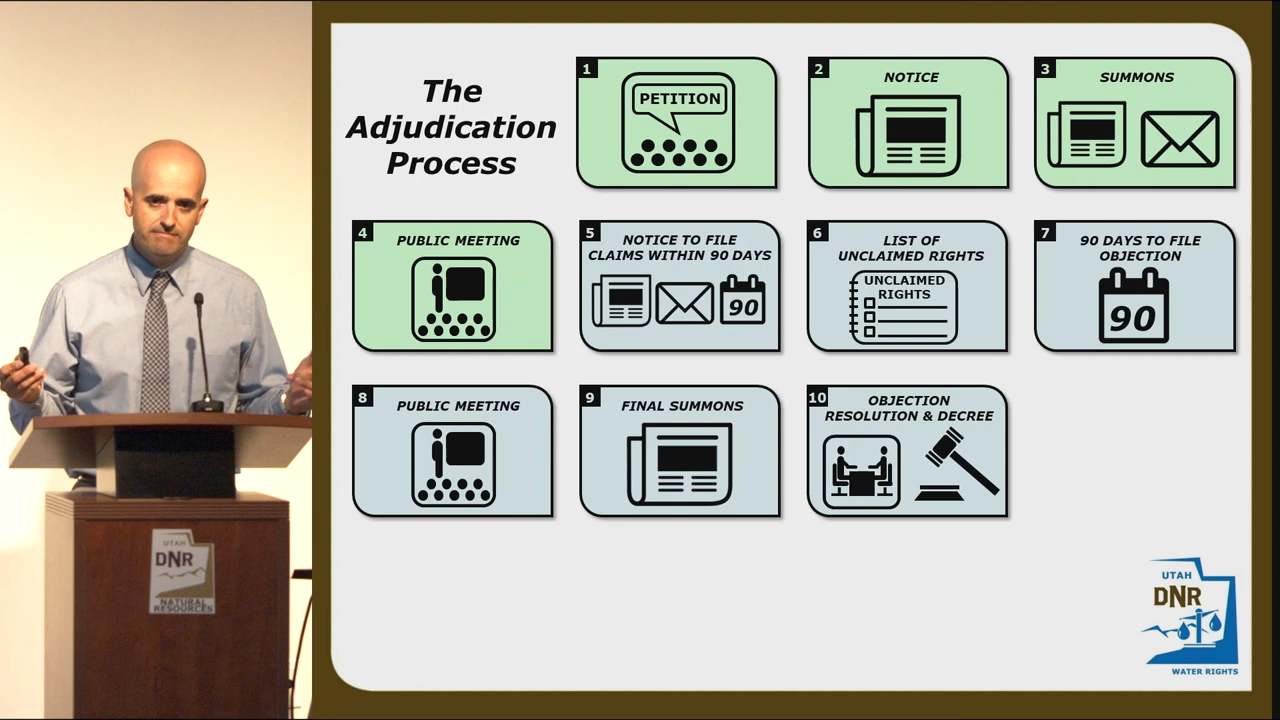 The
Adjudication
Process
1
PETITION
2
NOTICE
3
SUMMONS
4
PUBLIC MEETING
5
NOTICE TO FILE
CLAIMS WITHIN 90 DAYS
90
6
LIST OF
UNCLAIMED RIGHTS
UNCLAIMED
RIGHTS
7
90 DAYS TO FILE
OBJECTION
90
8
PUBLIC MEETING
9
FINAL SUMMONS
10
OBJECTION
RESOLUTION & DECREE
UTAH
DNR
NATURAL
RESOURCES
UTAH
DNR
WATER RIGHTS